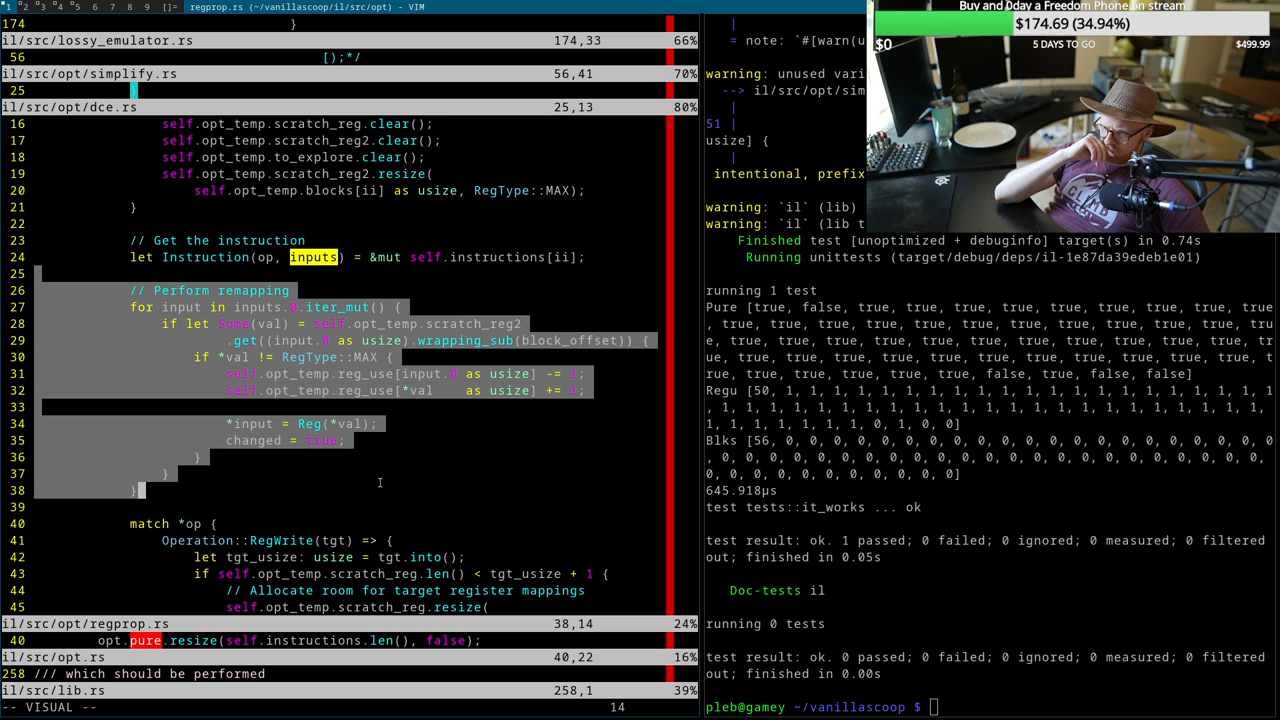 1 2 3 4 5 6 7 8 9 []= regprop.rs (~/vanillascoop/il/src/opt) - VIM
174 }
il/src/lossy_emulator.rs 174,33 66%
56 [);*/
il/src/opt/simplify.rs 56,41 70%
25 }
il/src/opt/dce.rs 25,13 80%
16 self.opt_temp.scratch_reg.clear();
17 self.opt_temp.scratch_reg2.clear();
18 self.opt_temp.to_explore.clear();
19 self.opt_temp.scratch_reg2.resize(
20 self.opt_temp.blocks[ii] as usize, RegType::MAX);
21 }
22
23 // Get the instruction
24 let Instruction(op, inputs) = &mut self.instructions[ii];
25
26 // Perform remapping
27 for input in inputs.0.iter_mut() {
28 if let Some(val) = self.opt_temp.scratch_reg2
29 .get((input.0 as usize).wrapping_sub(block_offset)) {
30 if *val != RegType::MAX {
31 self.opt_temp.reg_use[input.0 as usize] -= 1;
32 self.opt_temp.reg_use[*val as usize] += 1;
33
34 *input = Reg(*val);
35 changed = true;
36 }
37 }
38 }
39
40 match *op {
41 Operation::RegWrite(tgt) => {
42 let tgt_usize: usize = tgt.into();
43 if self.opt_temp.scratch_reg.len() < tgt_usize + 1 {
44 // Allocate room for target register mappings
45 self.opt_temp.scratch_reg.resize(
il/src/opt/regprop.rs 38,14 24%
40 opt.pure.resize(self.instructions.len(), false);
il/src/opt.rs 40,22 16%
258 /// which should be performed
il/src/lib.rs 258,1 39%
-- VISUAL -- 14
|
= note: `#[warn(u
warning: unused vari
--> il/src/opt/sim
|
51 |
usize] {
|
intentional, prefix
warning: `il` (lib)
warning: `il` (lib t
Finished test [unoptimized + debuginfo] target(s) in 0.74s
Running unittests (target/debug/deps/il-1e87da39edeb1e01)
running 1 test
Pure [true, false, true, true, true, true, true, true, true, true, true
, true, true, true, true, true, true, true, true, true, true, true, true
true, true, true, true, true, true, true, true, true, true, true, true,
true, true, true, true, true, true, true, true, true, true, true, true, t
rue, true, true, true, true, true, false, true, false, false]
Regu [50, 1, 1, 1, 1, 1, 1, 1, 1, 1, 1, 1, 1, 1, 1, 1, 1, 1, 1, 1, 1, 1
, 1, 1, 1, 1, 1, 1, 1, 1, 1, 1, 1, 1, 1, 1, 1, 1, 1, 1, 1, 1, 1, 1, 1,
1, 1, 1, 1, 1, 1, 1, 1, 0, 1, 0, 0]
Blks [56, 0, 0, 0, 0, 0, 0, 0, 0, 0, 0, 0, 0, 0, 0, 0, 0, 0, 0, 0, 0, 0
, 0, 0, 0, 0, 0, 0, 0, 0, 0, 0, 0, 0, 0, 0, 0, 0, 0, 0, 0, 0, 0, 0, 0,
0, 0, 0, 0, 0, 0, 0, 0, 0, 0, 0, 0]
645.918µs
test tests::it_works ... ok
test result: ok. 1 passed; 0 failed; 0 ignored; 0 measured; 0 filtered
out; finished in 0.05s
Doc-tests il
running 0 tests
test result: ok. 0 passed; 0 failed; 0 ignored; 0 measured; 0 filtered
out; finished in 0.00s
pleb@gamey ~/vanillascoop $
Buy and 0day a Freedom Phone on stream
$174.69 (34.94%)
$0 5 DAYS TO GO $499.99
CLIMB